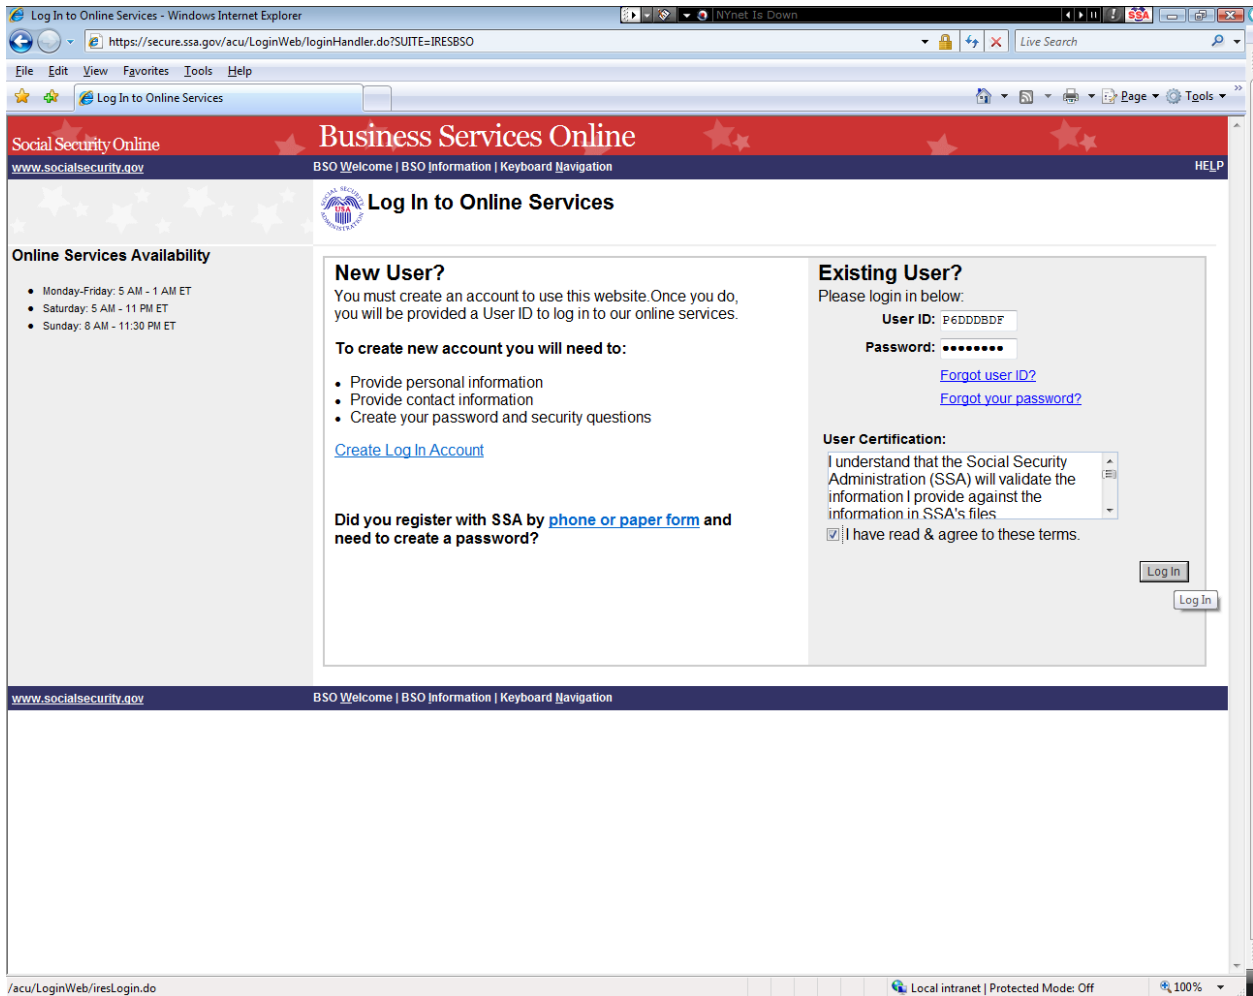 Log In to Online Services - Windows Internet Explorer
NYnet Is Down
SSA
https://secure.ssa.gov/acu/LoginWeb/loginHandler.do?SUITE=IRESBSO
Live Search
File Edit View Favorites Tools Help
Log In to Online Services
Page Tools
Social Security Online
Business Services Online
www.socialsecurity.gov
BSO Welcome | BSO Information | Keyboard Navigation
HELP
SOCIAL SECURITY ADMINISTRATION
USA
Log In to Online Services
Online Services Availability
• Monday-Friday: 5 AM - 1 AM ET
• Saturday: 5 AM - 11 PM ET
• Sunday: 8 AM - 11:30 PM ET
New User?
You must create an account to use this website.Once you do,
you will be provided a User ID to log in to our online services.
To create new account you will need to:
• Provide personal information
• Provide contact information
• Create your password and security questions
Create Log In Account
Did you register with SSA by phone or paper form and
need to create a password?
Existing User?
Please login in below:
User ID: P6DDDBDF
Password: ●●●●●●●●
Forgot user ID?
Forgot your password?
User Certification:
I understand that the Social Security
Administration (SSA) will validate the
information I provide against the
information in SSA's files
I have read & agree to these terms.
Log In
Log In
www.socialsecurity.gov
BSO Welcome | BSO Information | Keyboard Navigation
/acu/LoginWeb/iresLogin.do
Local intranet | Protected Mode: Off
100%